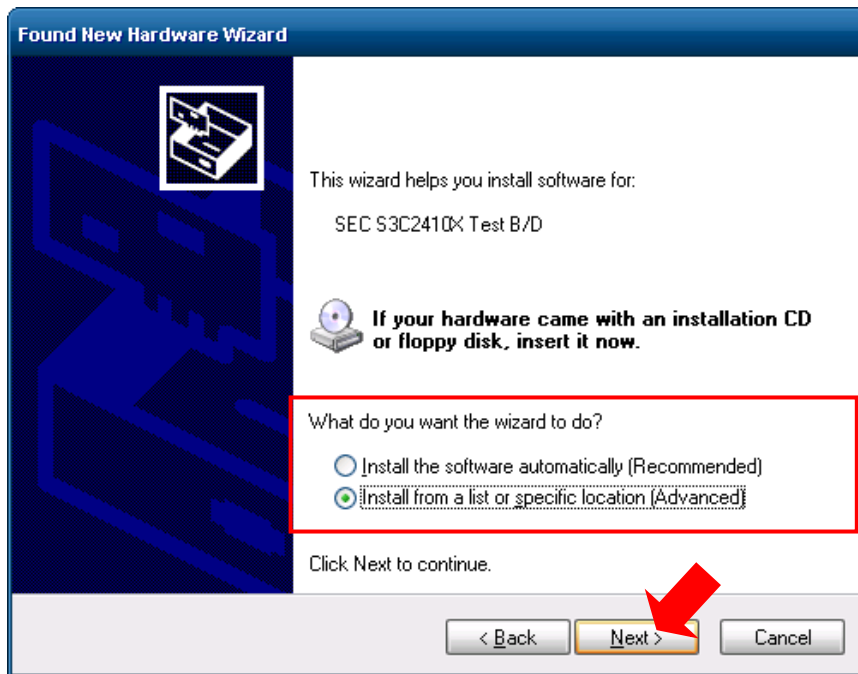 Found New Hardware Wizard
This wizard helps you install software for:
SEC S3C2410X Test B/D
If your hardware came with an installation CD
or floppy disk, insert it now.
What do you want the wizard to do?
Install the software automatically (Recommended)
Install from a list or specific location (Advanced)
Click Next to continue.
< Back Next > Cancel